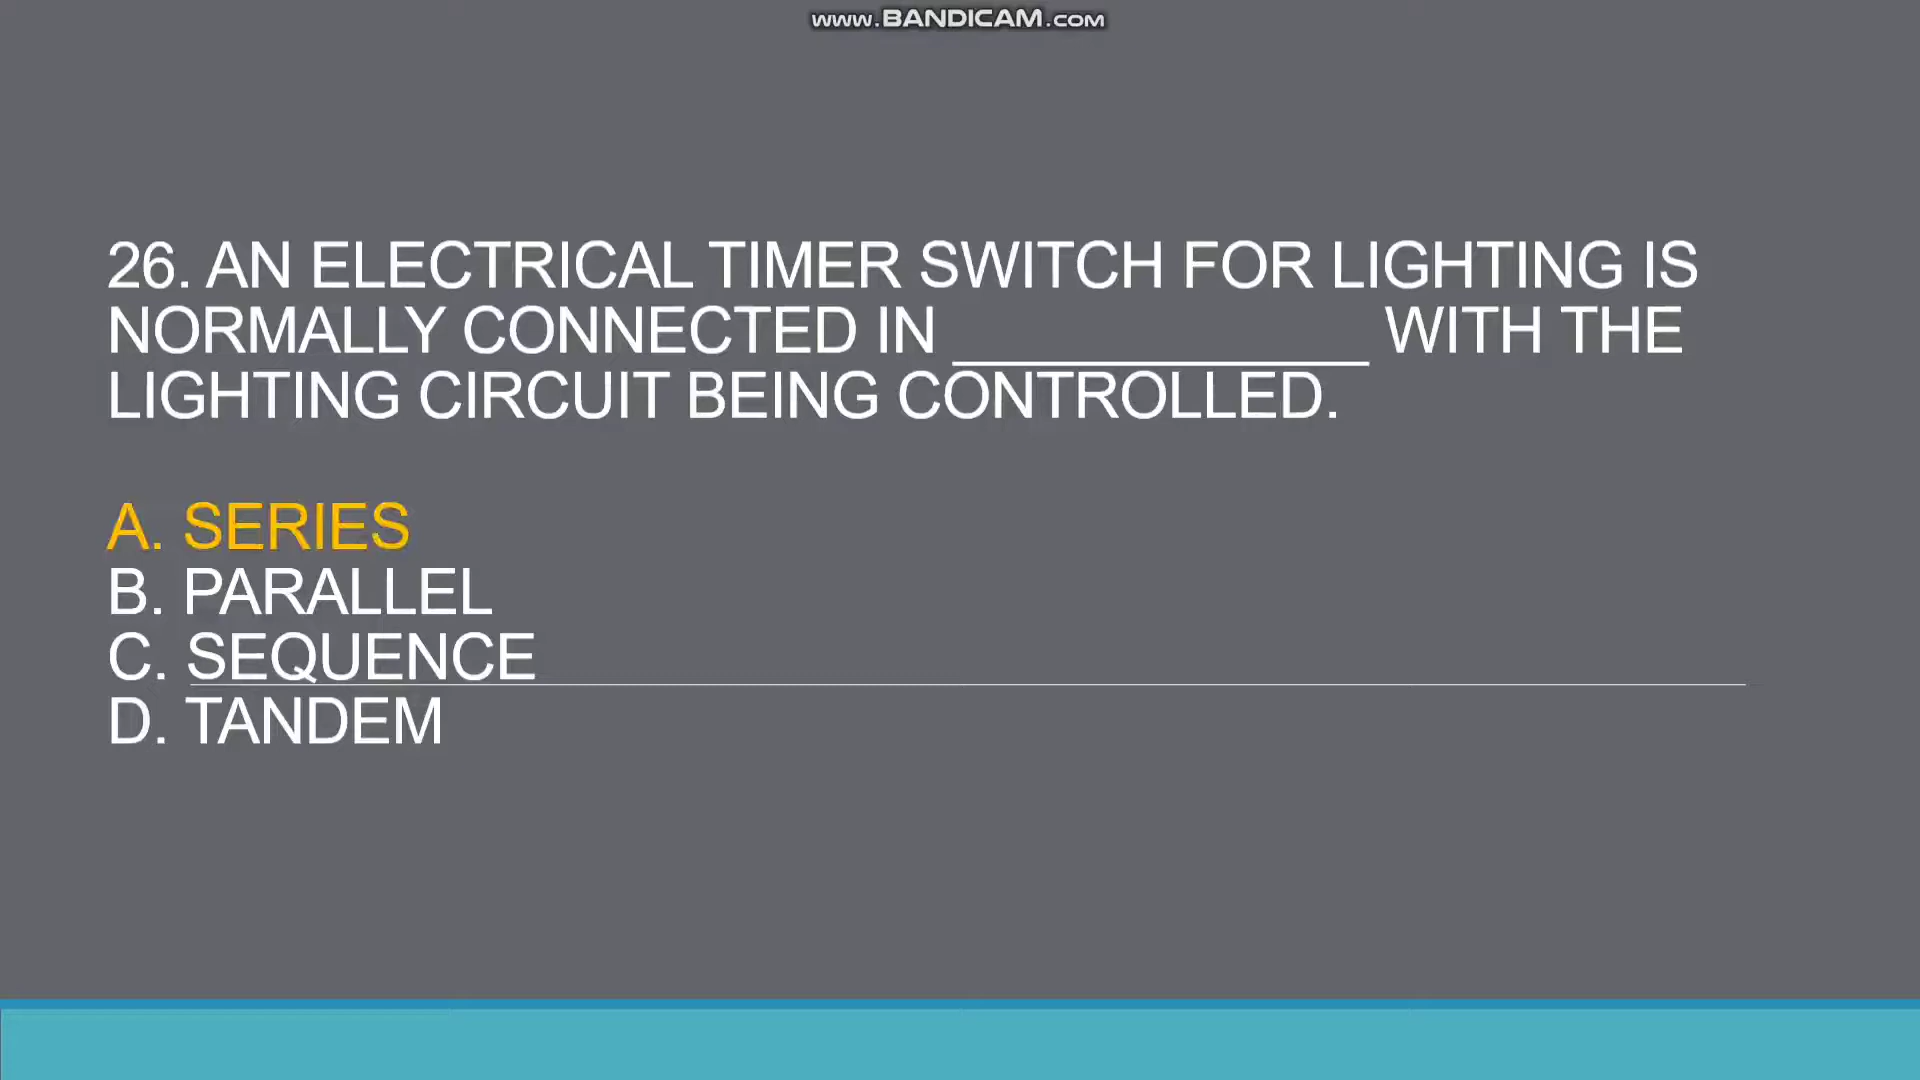 www.BANDICAM.com
26. AN ELECTRICAL TIMER SWITCH FOR LIGHTING IS
NORMALLY CONNECTED IN _____________ WITH THE
LIGHTING CIRCUIT BEING CONTROLLED.
A. SERIES
B. PARALLEL
C. SEQUENCE
D. TANDEM